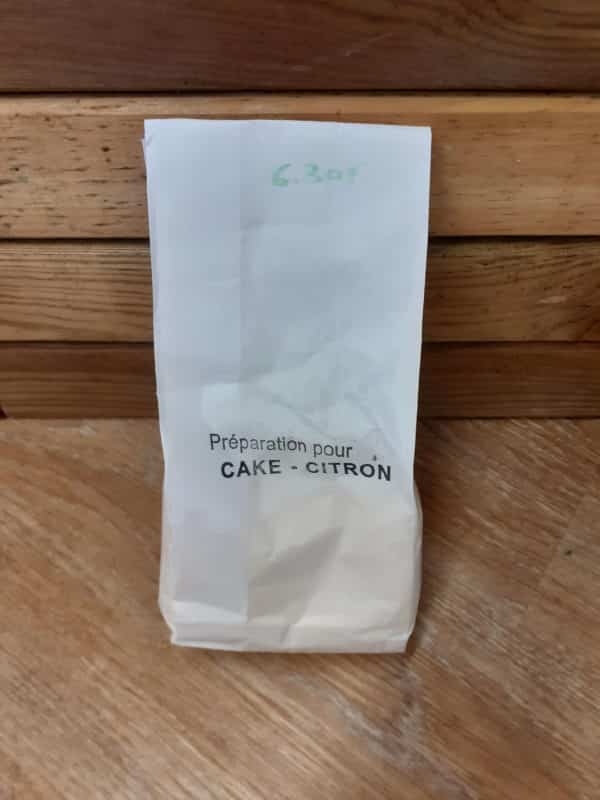 6.30€
Préparation pour
CAKE - CITRON